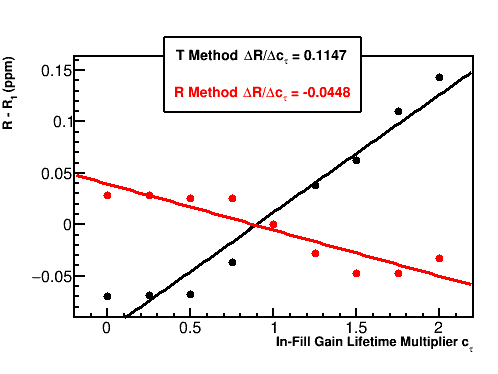 T Method ΔR/Δc_τ = 0.1147
R Method ΔR/Δc_τ = -0.0448
R - R_1 (ppm)
0.15
0.1
0.05
0
−0.05
0 0.5 1 1.5 2
In-Fill Gain Lifetime Multiplier c_τ